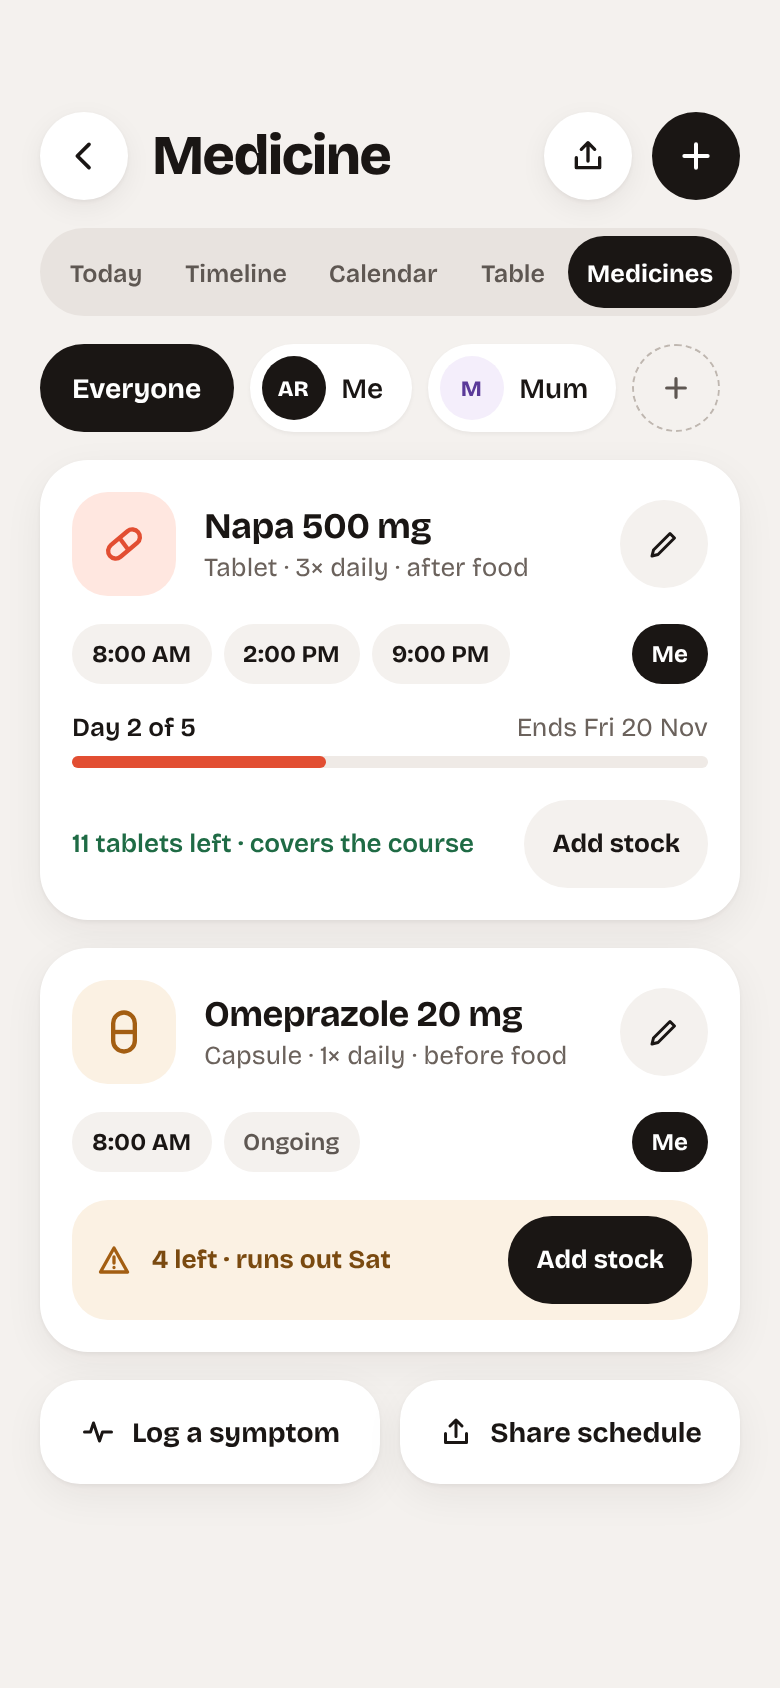 Medicine
Today Timeline Calendar Table Medicines
Everyone AR Me M Mum
Napa 500 mg
Tablet · 3× daily · after food
8:00 AM 2:00 PM 9:00 PM Me
Day 2 of 5 Ends Fri 20 Nov
11 tablets left · covers the course Add stock
Omeprazole 20 mg
Capsule · 1× daily · before food
8:00 AM Ongoing Me
4 left · runs out Sat Add stock
Log a symptom Share schedule